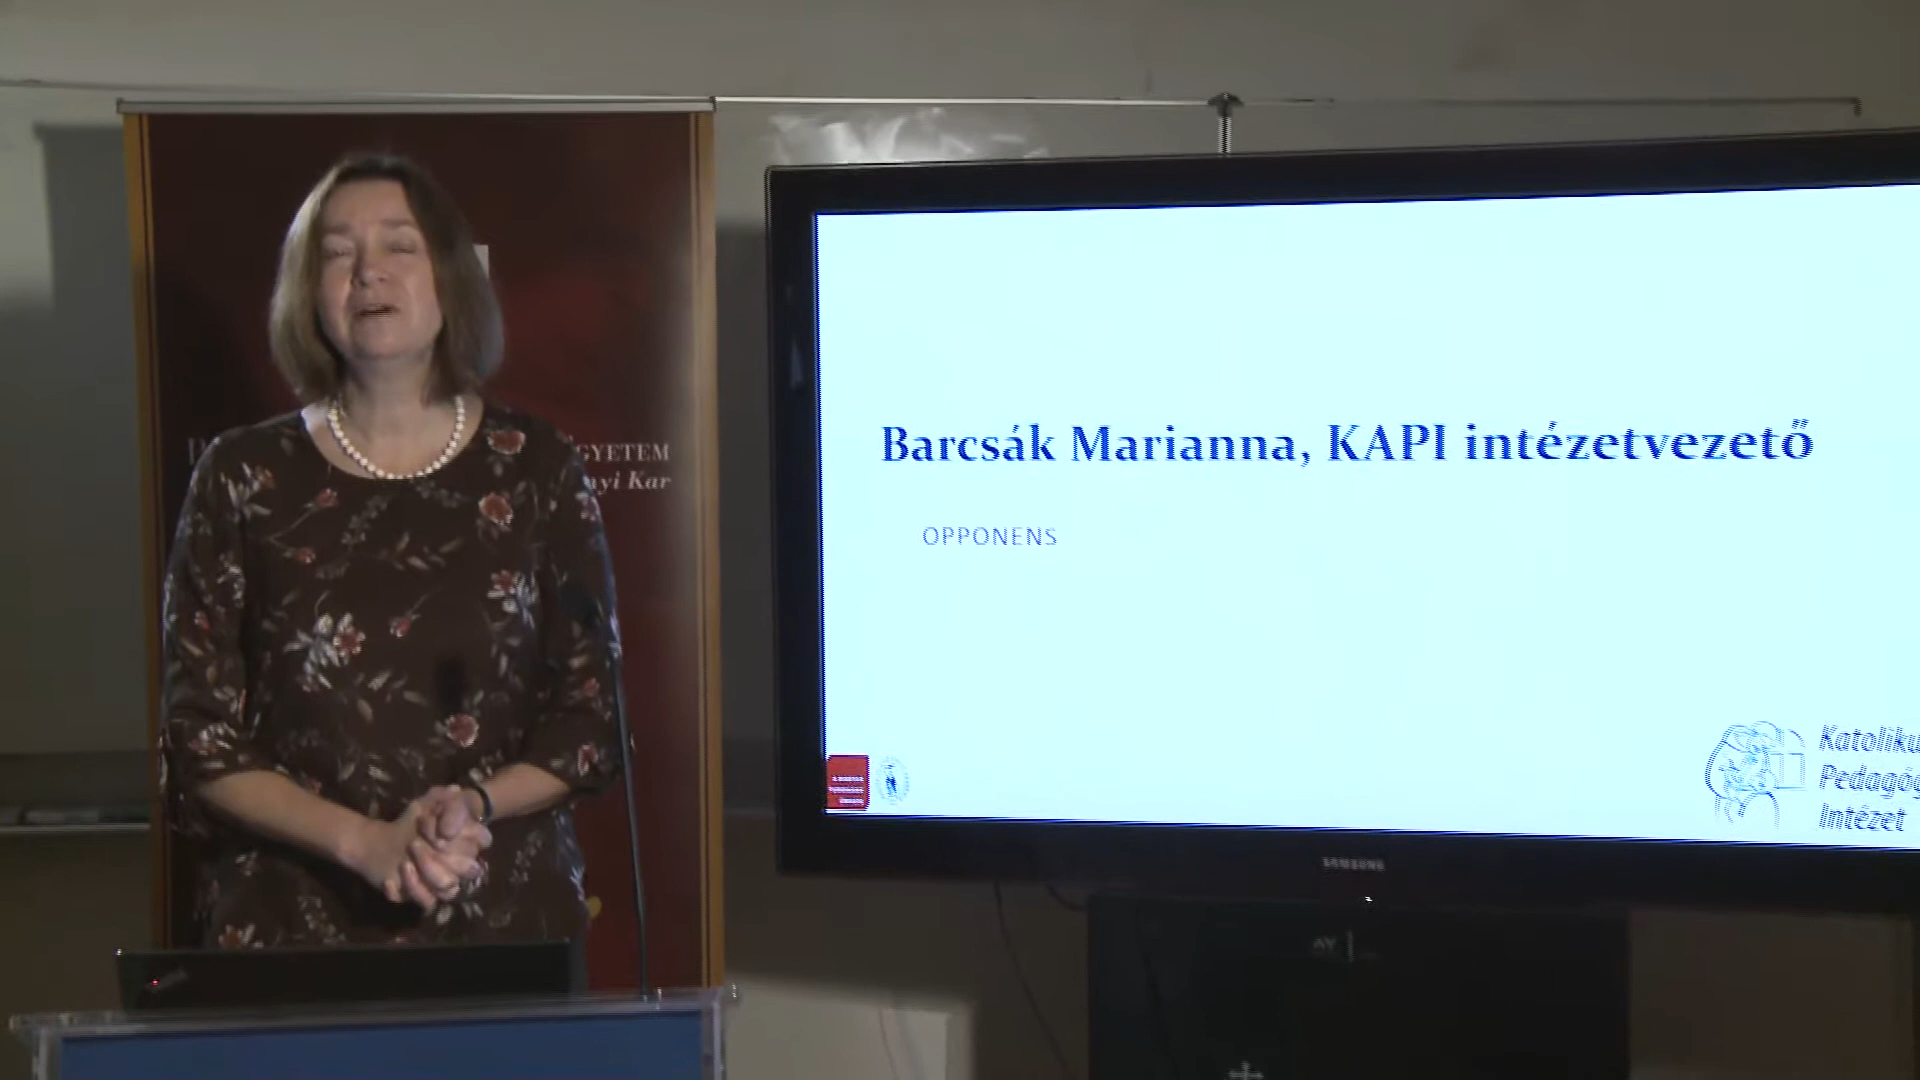 GYETEM
nyi Kar
Barcsák Marianna, KAPI intézetvezető
OPPONENS
Katoliku
Pedagóg
Intézet
SAMSUNG